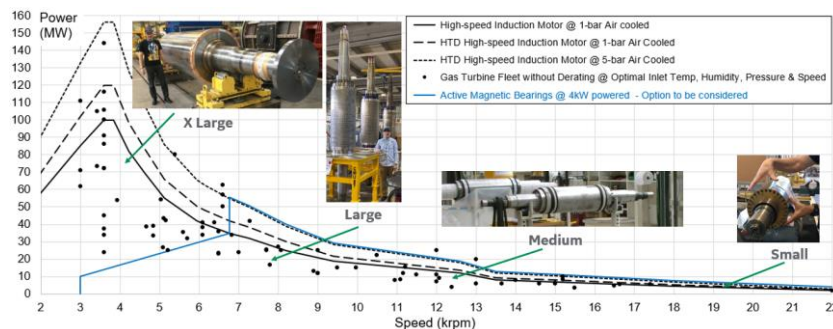 Power
(MW)
160
150
140
130
120
110
100
90
80
70
60
50
40
30
20
10
0
High-speed Induction Motor @ 1-bar Air cooled
HTD High-speed Induction Motor @ 1-bar Air Cooled
HTD High-speed Induction Motor @ 5-bar Air Cooled
Gas Turbine Fleet without Derating @ Optimal Inlet Temp, Humidity, Pressure & Speed
Active Magnetic Bearings @ 4kW powered - Option to be considered
X Large
Large
Medium
Small
2 3 4 5 6 7 8 9 10 11 12 13 14 15 16 17 18 19 20 21 22
Speed (krpm)